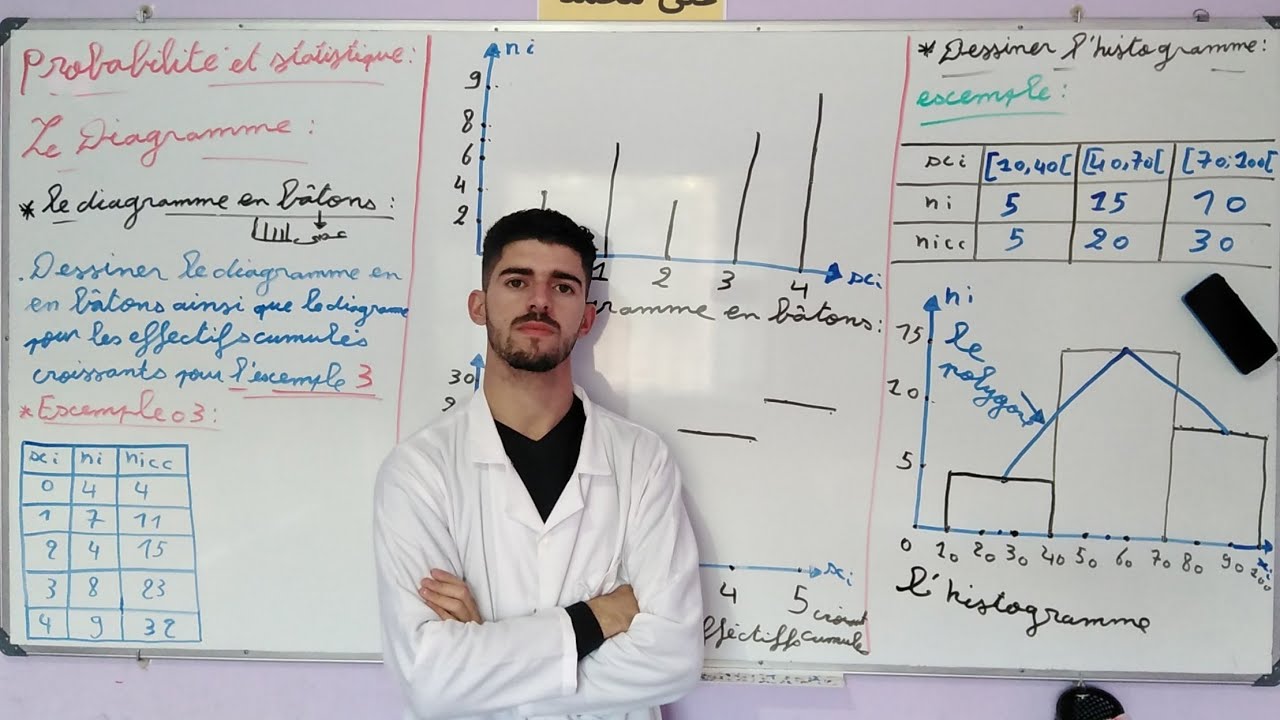 Probabilité et statistique:
Le Diagramme:
* le diagramme en bâtons:
. Dessiner le diagramme en
en bâtons ainsi que le diagramme
pour les effectifs cumulés
croissants pour l'exemple 3
* Exemple 03:
xi ni nicc
0 4 4
1 7 11
2 4 15
3 8 23
4 9 32
ni
9
8
6
4
2
1 2 3 4 xi
ramme en bâtons:
30
9
4 5 xi
croissant
effectifs cumulés
* Dessiner l'histogramme:
exemple:
xi [10,40[ [40,70[ [70,100[
ni 5 15 10
nicc 5 20 30
ni
15
10
5
le
polygone
0 10 20 30 40 50 60 70 80 90 100
xi
l'histogramme